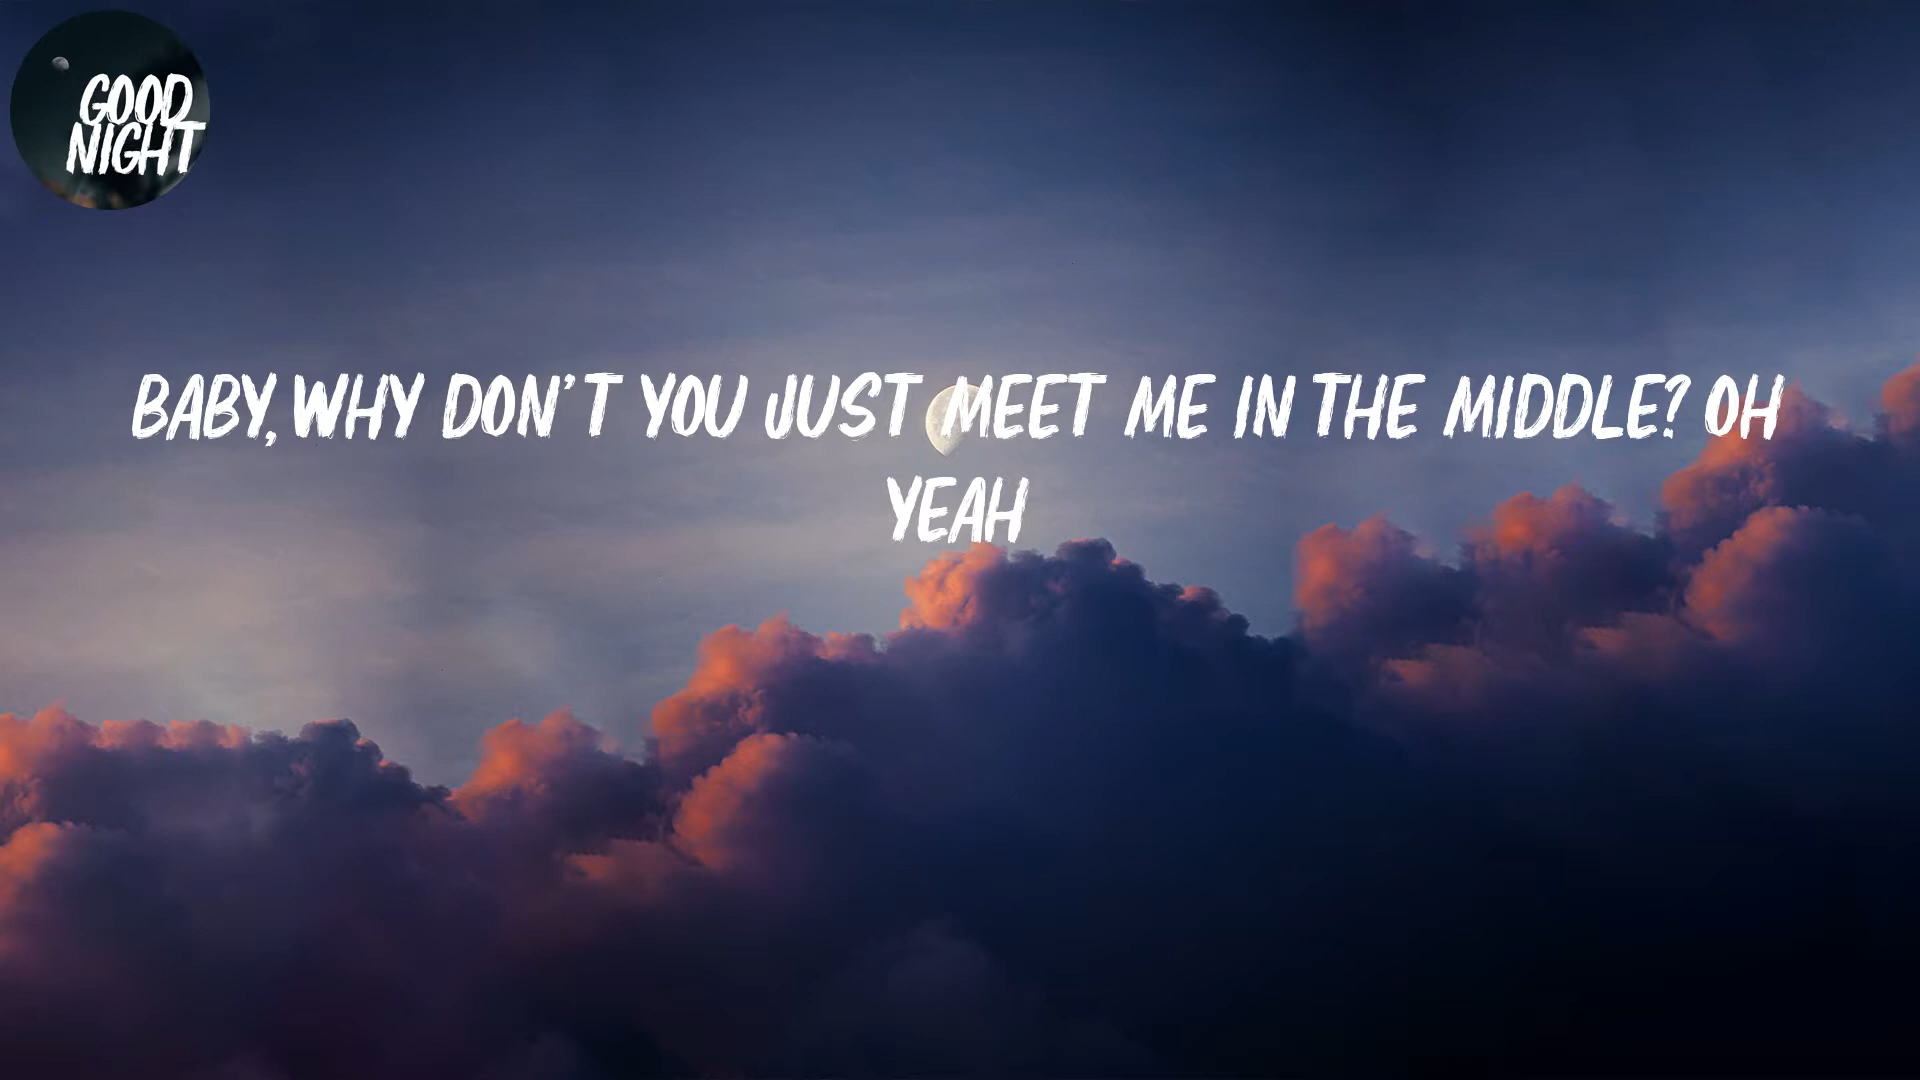 GOOD
NIGHT
BABY, WHY DON'T YOU JUST MEET ME IN THE MIDDLE? OH
YEAH